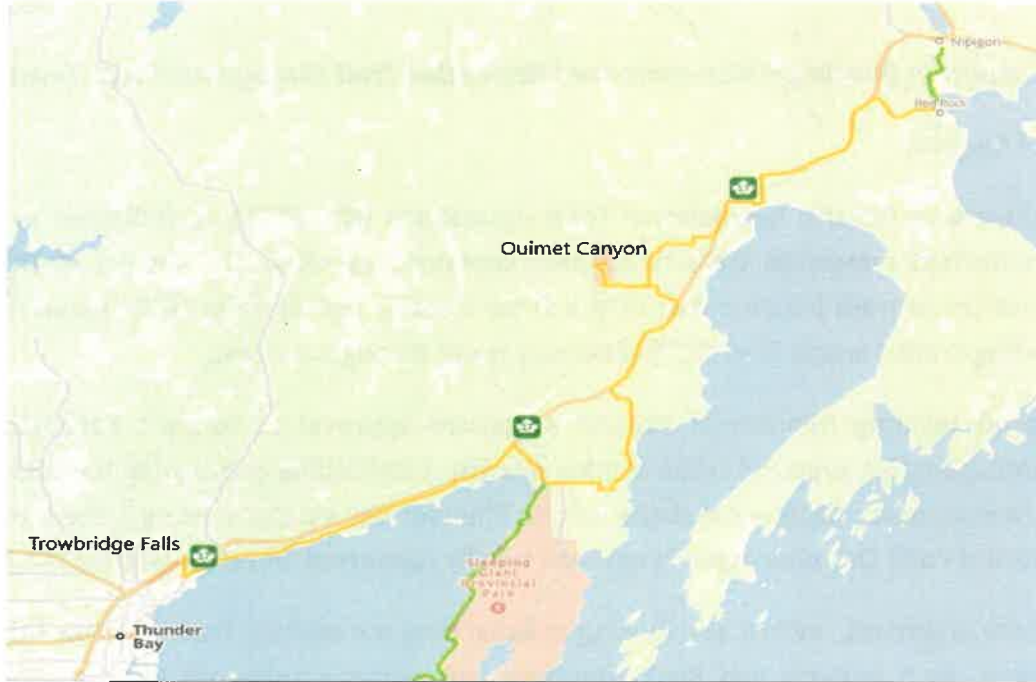 Nipigon
Red Rock
Ouimet Canyon
Trowbridge Falls
Sleeping
Giant
Provincial
Park
Thunder
Bay